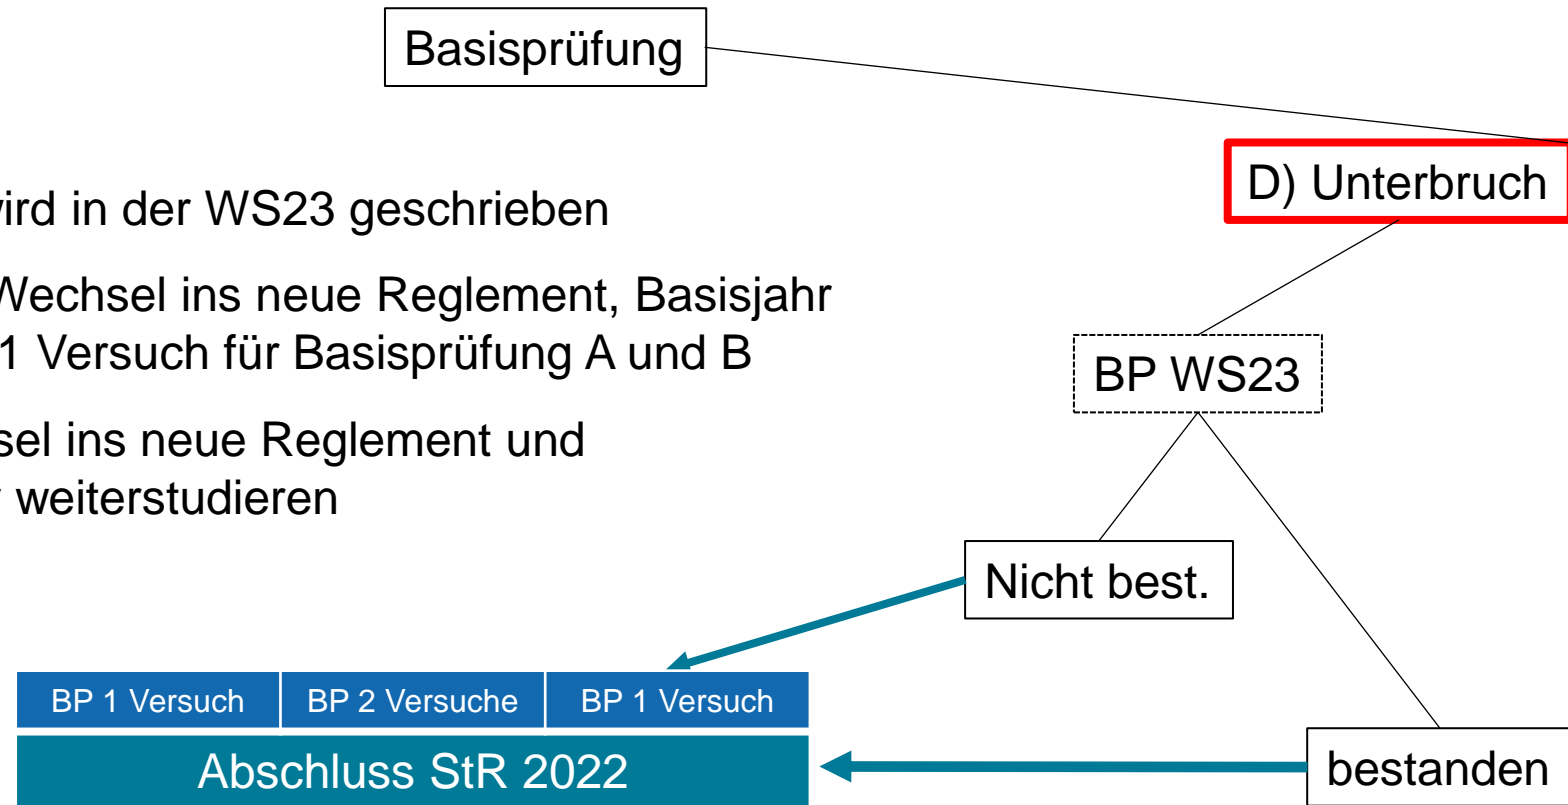 Basisprüfung
D) Unterbruch
wird in der WS23 geschrieben
Wechsel ins neue Reglement, Basisjahr
1 Versuch für Basisprüfung A und B
BP WS23
sel ins neue Reglement und
weiterstudieren
Nicht best.
BP 1 Versuch BP 2 Versuche BP 1 Versuch
Abschluss StR 2022
bestanden